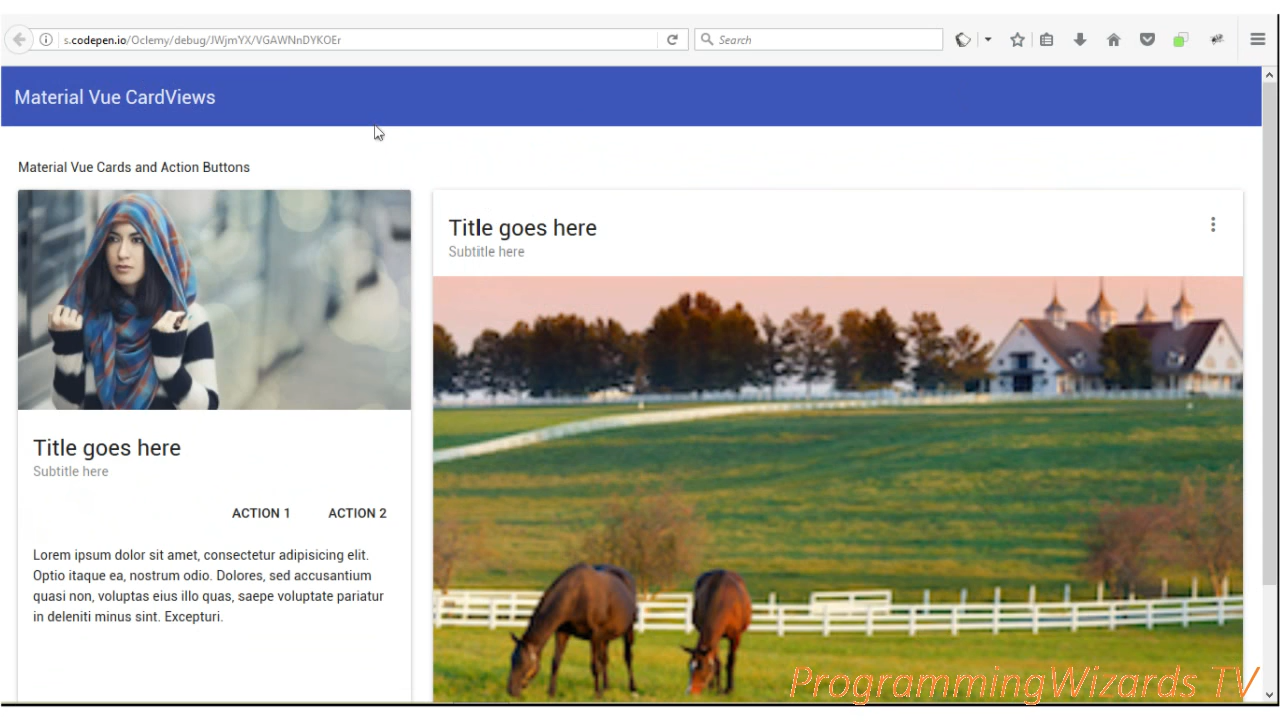 s.codepen.io/Oclemy/debug/JWjmYX/VGAWNnDYKOEr
Search
Material Vue CardViews
Material Vue Cards and Action Buttons
Title goes here
Subtitle here
ACTION 1 ACTION 2
Lorem ipsum dolor sit amet, consectetur adipisicing elit.
Optio itaque ea, nostrum odio. Dolores, sed accusantium
quasi non, voluptas eius illo quas, saepe voluptate pariatur
in deleniti minus sint. Excepturi.
Title goes here
Subtitle here
ProgrammingWizards TV